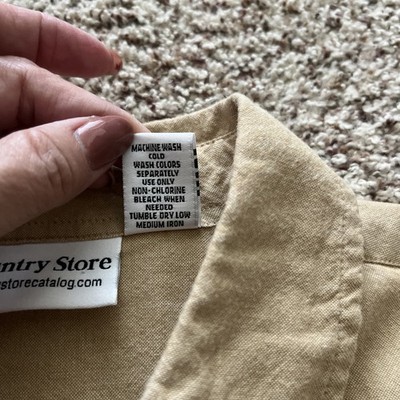 MACHINE WASH
COLD
WASH COLORS
SEPARATELY
USE ONLY
NON-CHLORINE
BLEACH WHEN
NEEDED
TUMBLE DRY LOW
MEDIUM IRON
untry Store
storecatalog.com